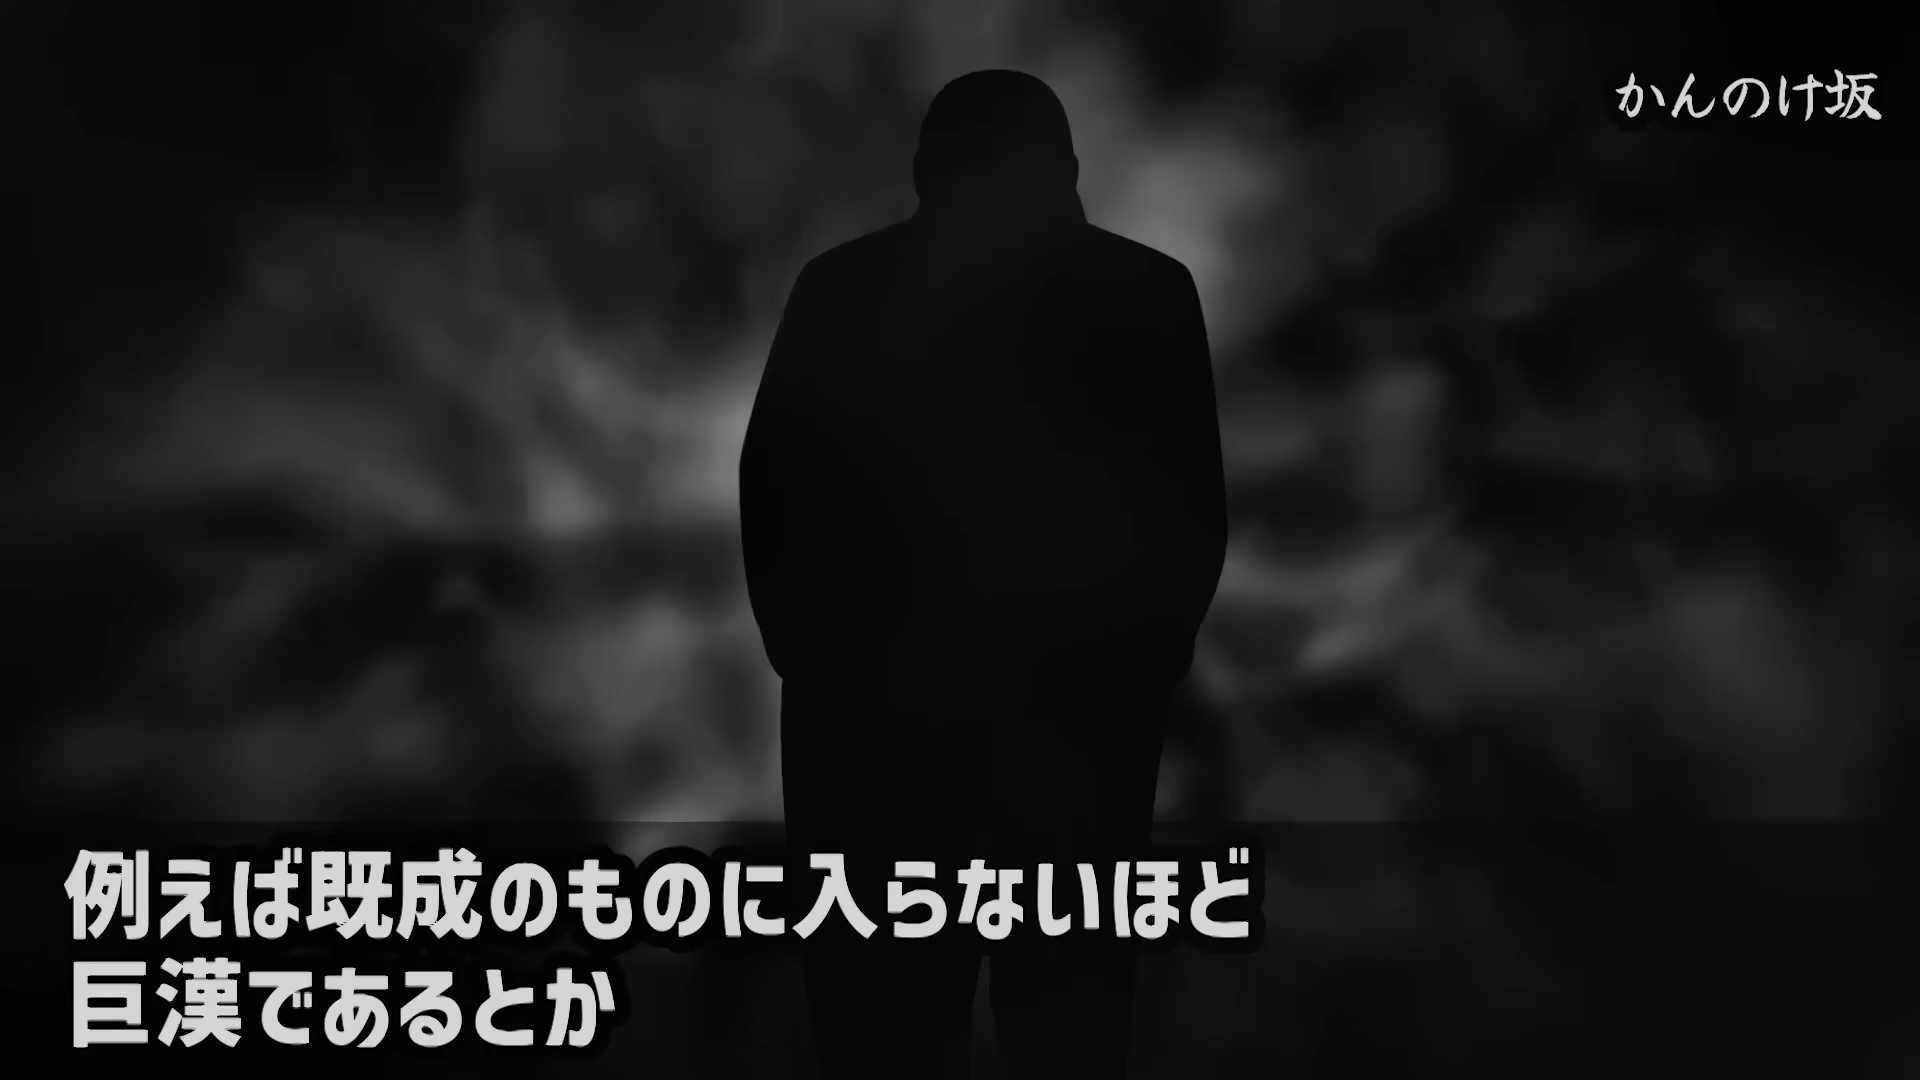 かんのけ坂
例えば既成のものに入らないほど
巨漢であるとか